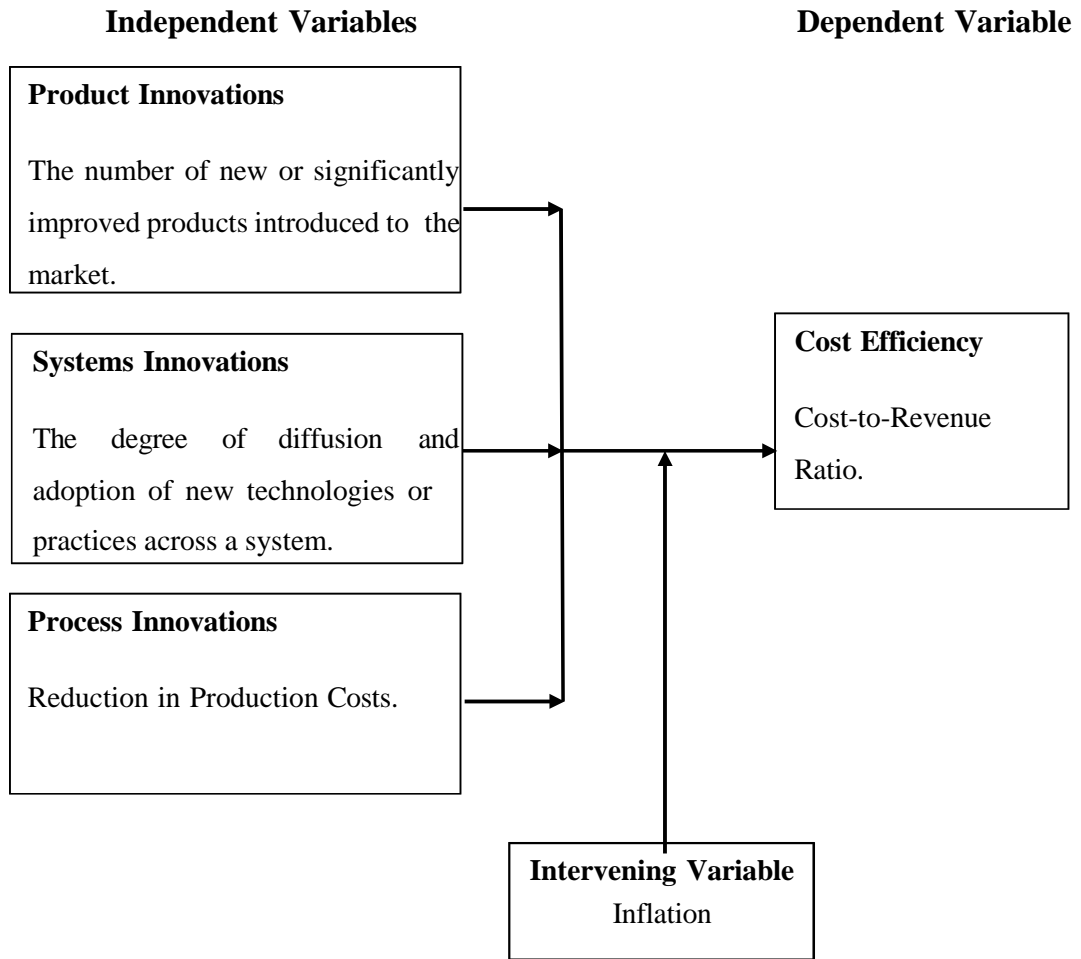 Independent Variables
Dependent Variable
Product Innovations
The number of new or significantly
improved products introduced to the
market.
Systems Innovations
The degree of diffusion and
adoption of new technologies or
practices across a system.
Process Innovations
Reduction in Production Costs.
Cost Efficiency
Cost-to-Revenue
Ratio.
Intervening Variable
Inflation